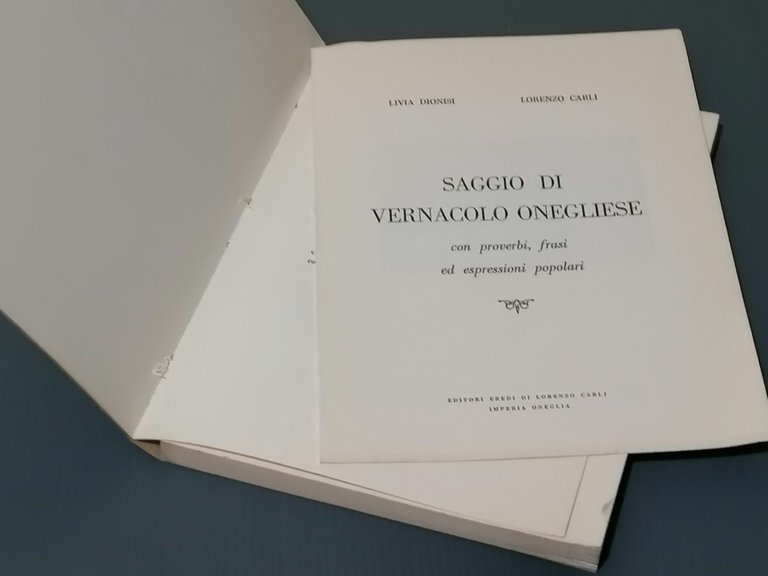 LIVIA DIONISI LORENZO CARLI
SAGGIO DI
VERNACOLO ONEGLIESE
con proverbi, frasi
ed espressioni popolari
EDITORI EREDI DI LORENZO CARLI
IMPERIA ONEGLIA